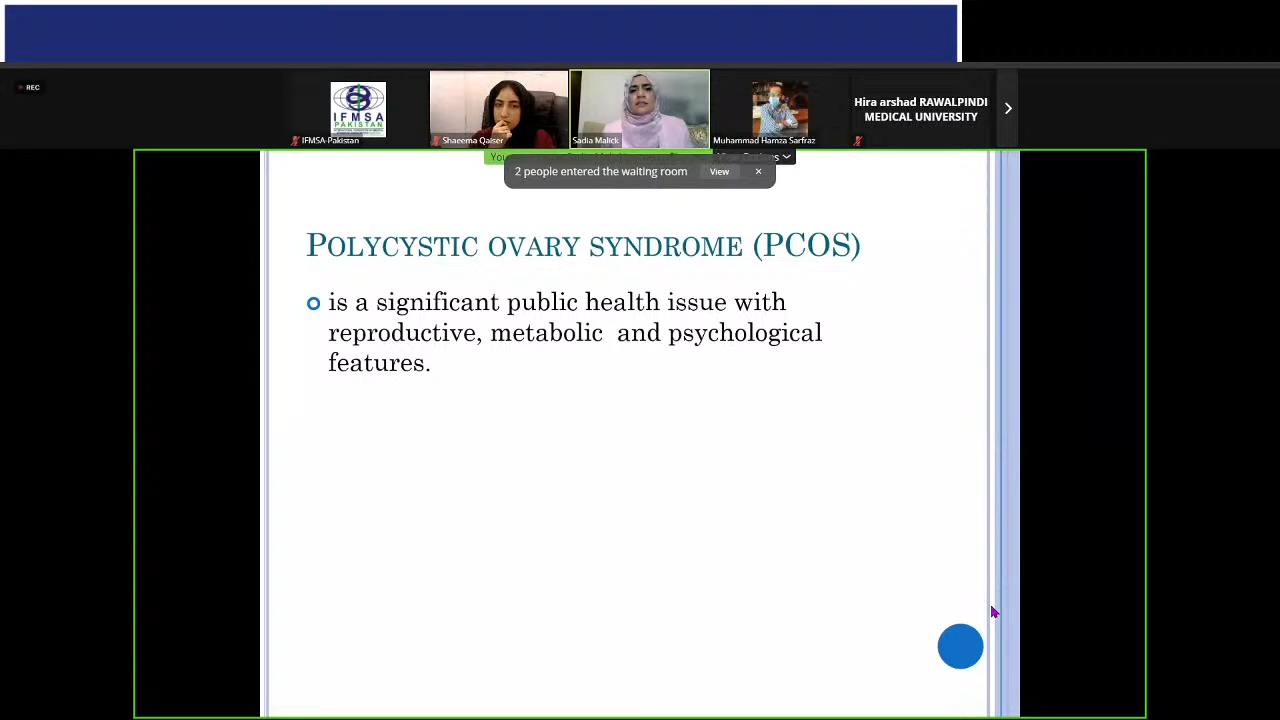 REC
IFMSA
PAKISTAN
IFMSA-Pakistan
Shaeema Qaiser
Sadia Malick
Muhammad Hamza Sarfraz
Hira arshad RAWALPINDI
MEDICAL UNIVERSITY
2 people entered the waiting room View
POLYCYSTIC OVARY SYNDROME (PCOS)
is a significant public health issue with
reproductive, metabolic and psychological
features.